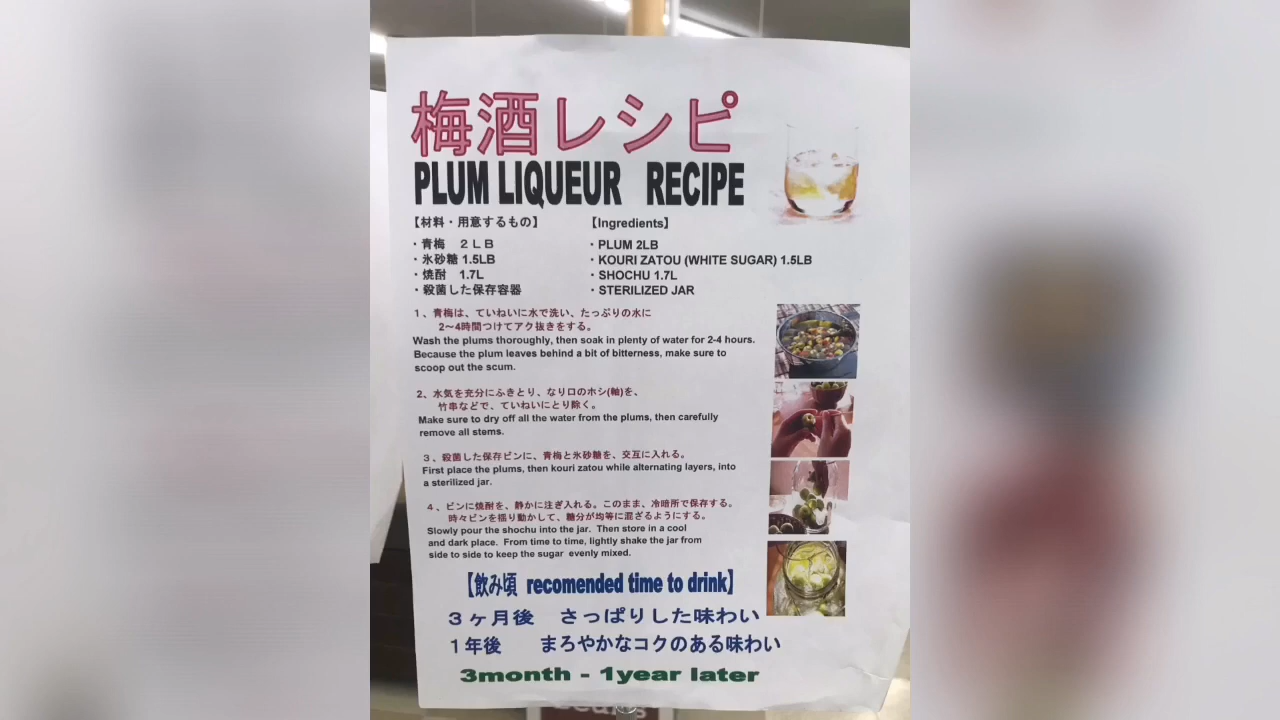 梅酒レシピ
PLUM LIQUEUR RECIPE
【材料・用意するもの】
・青梅 2LB
・氷砂糖 1.5LB
・焼酎 1.7L
・殺菌した保存容器
【Ingredients】
・PLUM 2LB
・KOURI ZATOU (WHITE SUGAR) 1.5LB
・SHOCHU 1.7L
・STERILIZED JAR
1、青梅は、ていねいに水で洗い、たっぷりの水に
2〜4時間つけてアク抜きをする。
Wash the plums thoroughly, then soak in plenty of water for 2-4 hours.
Because the plum leaves behind a bit of bitterness, make sure to
scoop out the scum.
2、水気を充分にふきとり、なり口のホシ(軸)を、
竹串などで、ていねいにとり除く。
Make sure to dry off all the water from the plums, then carefully
remove all stems.
3、殺菌した保存ビンに、青梅と氷砂糖を、交互に入れる。
First place the plums, then kouri zatou while alternating layers, into
a sterilized jar.
4、ビンに焼酎を、静かに注ぎ入れる。このまま、冷暗所で保存する。
時々ビンを揺り動かして、糖分が均等に混ざるようにする。
Slowly pour the shochu into the jar. Then store in a cool
and dark place. From time to time, lightly shake the jar from
side to side to keep the sugar evenly mixed.
【飲み頃 recomended time to drink】
3ヶ月後 さっぱりした味わい
1年後 まろやかなコクのある味わい
3month - 1year later